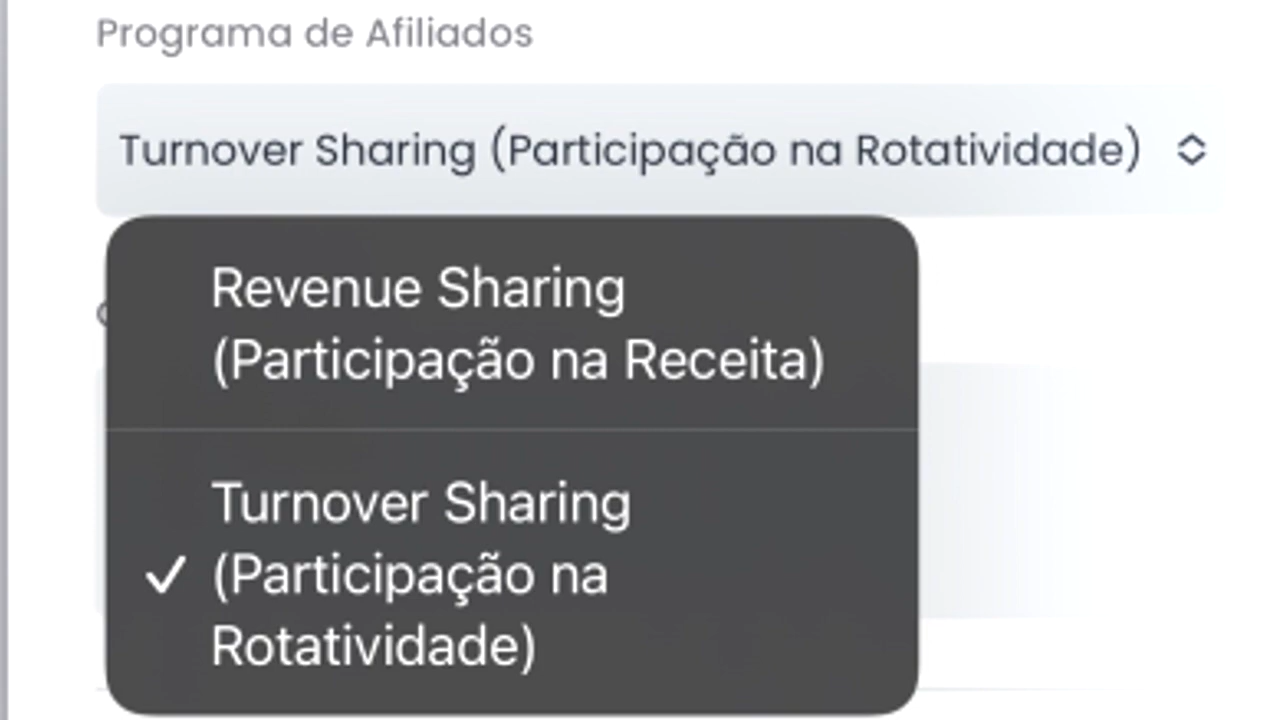 Programa de Afiliados
Turnover Sharing (Participação na Rotatividade)
Revenue Sharing
(Participação na Receita)
Turnover Sharing
(Participação na
Rotatividade)